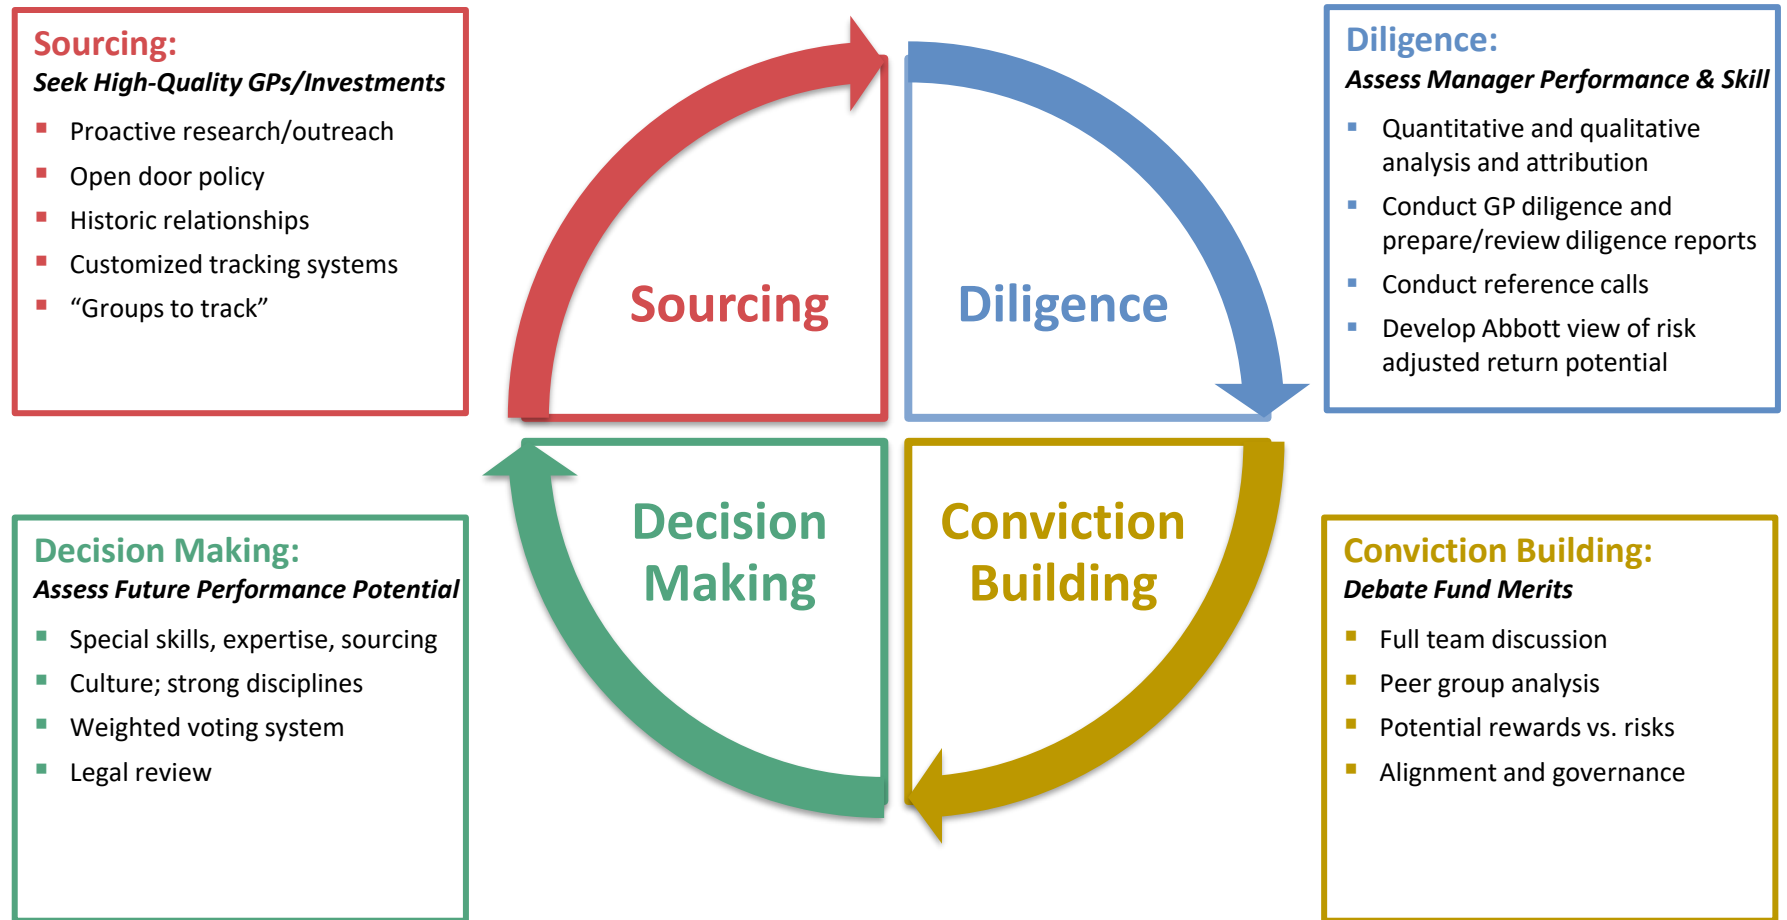 Sourcing:
Seek High-Quality GPs/Investments
Proactive research/outreach
Open door policy
Historic relationships
Customized tracking systems
“Groups to track”
Sourcing
Diligence
Diligence:
Assess Manager Performance & Skill
Quantitative and qualitative
analysis and attribution
Conduct GP diligence and
prepare/review diligence reports
Conduct reference calls
Develop Abbott view of risk
adjusted return potential
Decision Making:
Assess Future Performance Potential
Special skills, expertise, sourcing
Culture; strong disciplines
Weighted voting system
Legal review
Decision
Making
Conviction
Building
Conviction Building:
Debate Fund Merits
Full team discussion
Peer group analysis
Potential rewards vs. risks
Alignment and governance